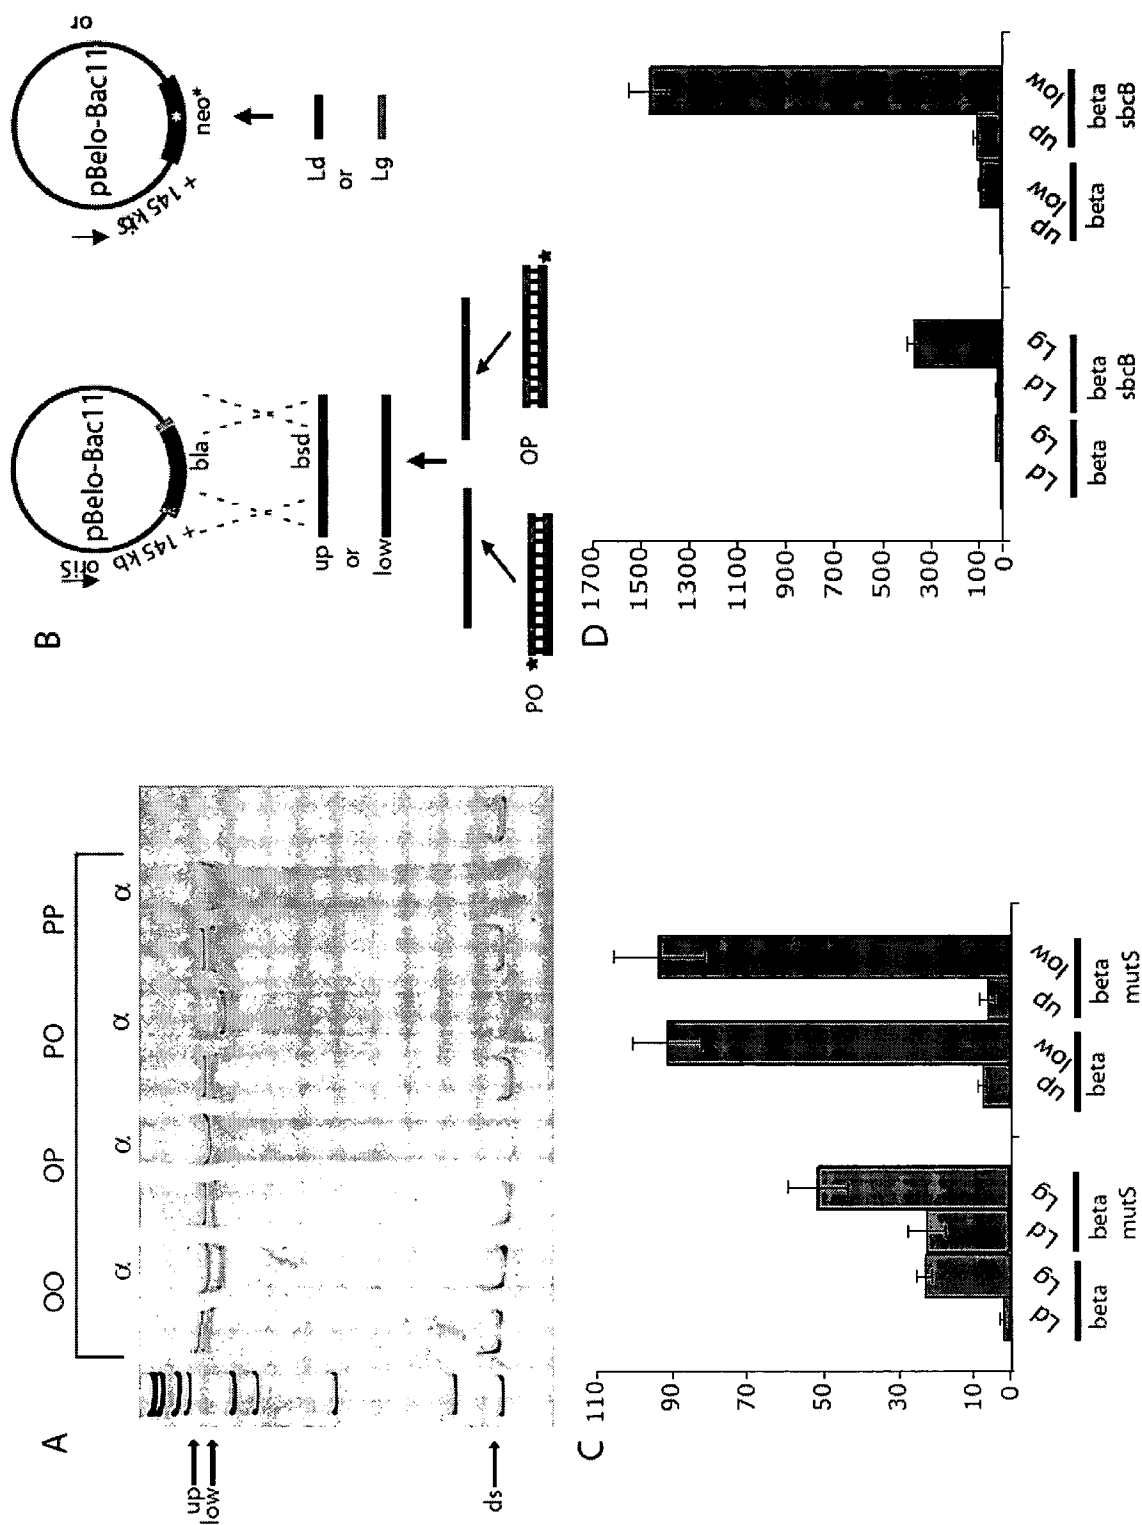 A
OO OP PO PP
α α α α
up
low
ds
B
oriS
pBelo-Bac11
+ 145 kb
bla
or
pBelo-Bac11
+ 145 kb
neo*
up
or
low
bsd
Ld
or
Lg
PO * OP *
C
110
90
70
50
30
10
0
Ld Lg Ld Lg up low up low
beta beta beta beta
mutS mutS
D
1700
1500
1300
1100
900
700
500
300
100
0
Ld Lg Ld Lg up low up low
beta beta beta beta
sbcB sbcB